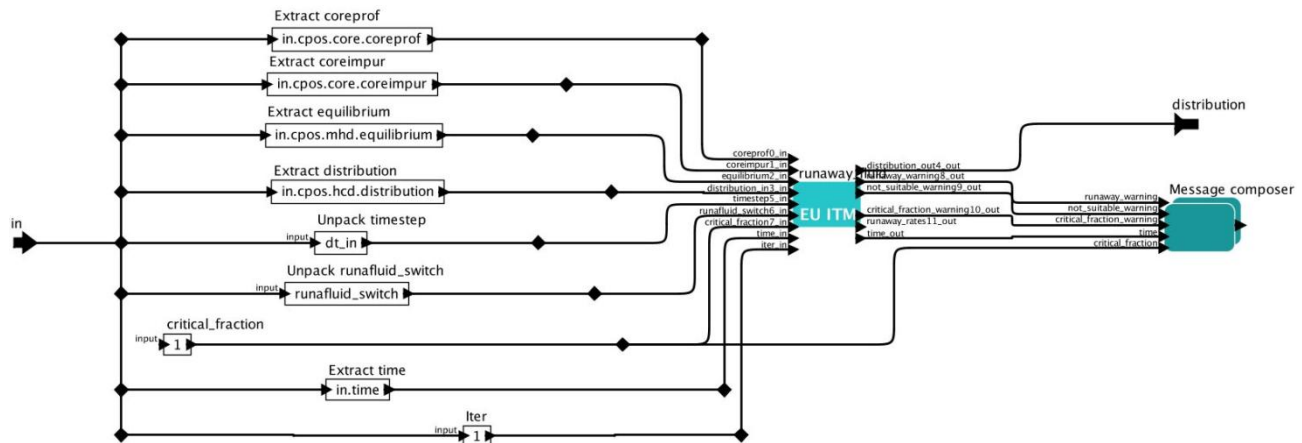 Extract coreprof
in.cpos.core.coreprof
Extract coreimpur
in.cpos.core.coreimpur
Extract equilibrium
in.cpos.mhd.equilibrium
Extract distribution
in.cpos.hcd.distribution
in
Unpack timestep
input
dt_in
Unpack runafluid_switch
input
runafluid_switch
critical_fraction
input
1
Extract time
in.time
Iter
input
1
coreprof0_in
coreimpur1_in
equilibrium2_in
distribution_in3_in
timestep5_in
runafluid_switch6_in
critical_fraction7_in
time_in
iter_in
runaway_fluid
EU ITM
distribution_out4_out
runaway_warning8_out
not_suitable_warning9_out
critical_fraction_warning10_out
runaway_rates11_out
time_out
distribution
Message composer
runaway_warning
not_suitable_warning
critical_fraction_warning
time
critical_fraction